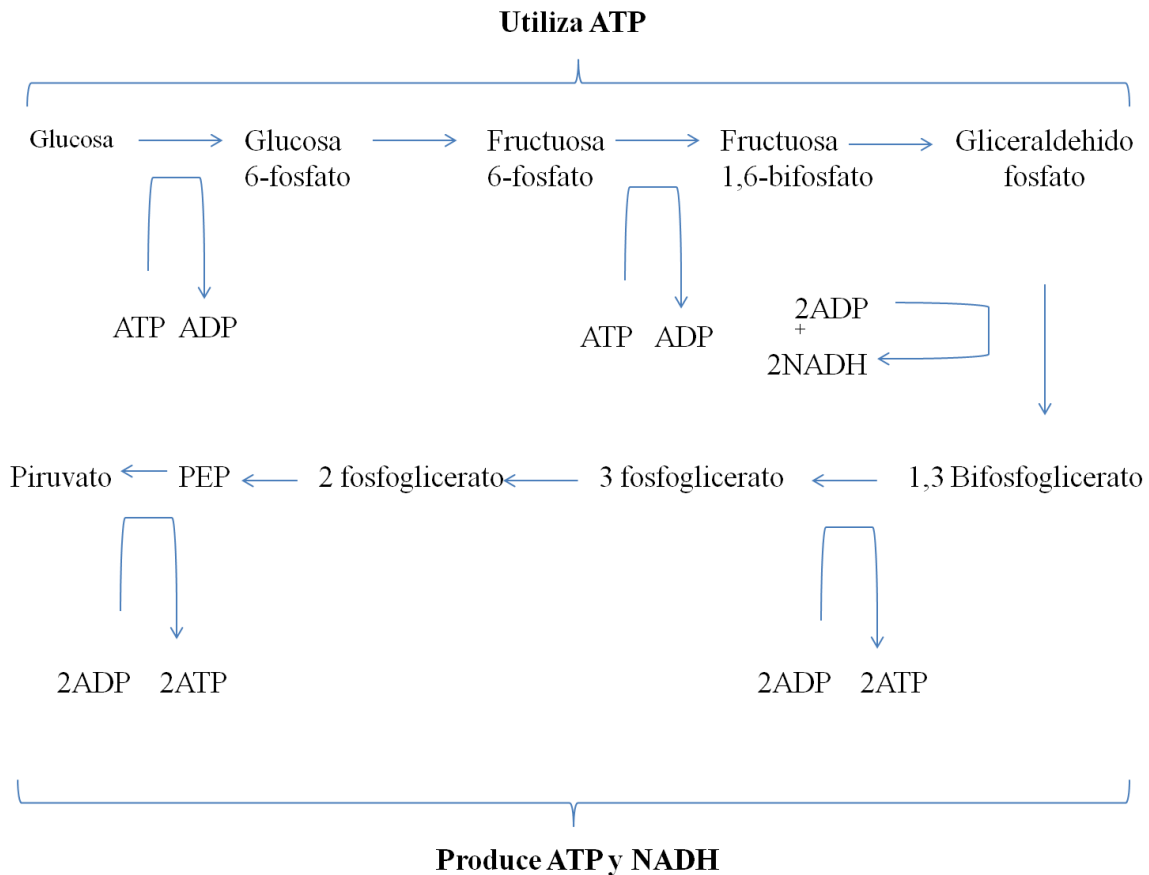 Utiliza ATP
Glucosa
Glucosa
6-fosfato
Fructuosa
6-fosfato
Fructuosa
1,6-bifosfato
Gliceraldehido
fosfato
ATP ADP
ATP ADP
2ADP
+
2NADH
Piruvato
PEP
2 fosfoglicerato
3 fosfoglicerato
1,3 Bifosfoglicerato
2ADP 2ATP
2ADP 2ATP
Produce ATP y NADH